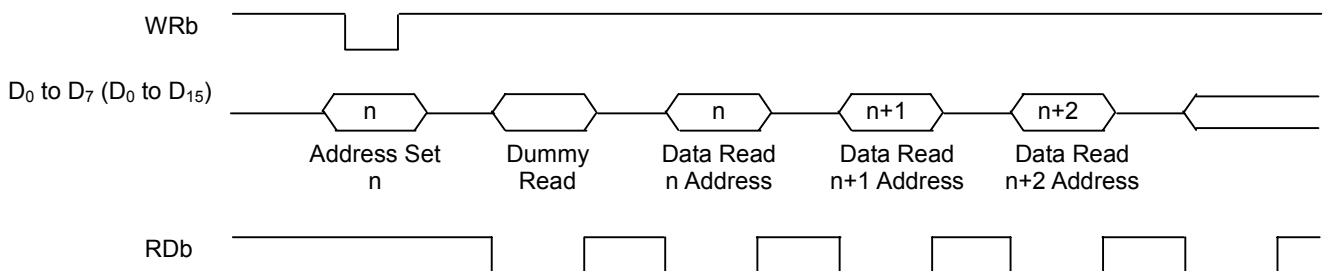 WRb
D₀ to D₇ (D₀ to D₁₅)
n
n
n+1
n+2
Address Set
n
Dummy
Read
Data Read
n Address
Data Read
n+1 Address
Data Read
n+2 Address
RDb